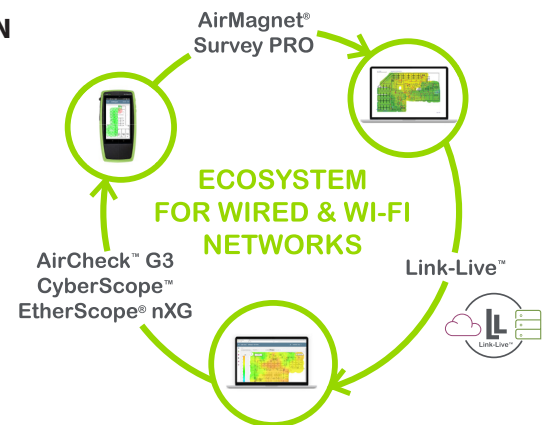 N
AirMagnet®
Survey PRO
ECOSYSTEM
FOR WIRED & WI-FI
NETWORKS
AirCheck™ G3
CyberScope™
EtherScope® nXG
Link-Live™
Link-Live™